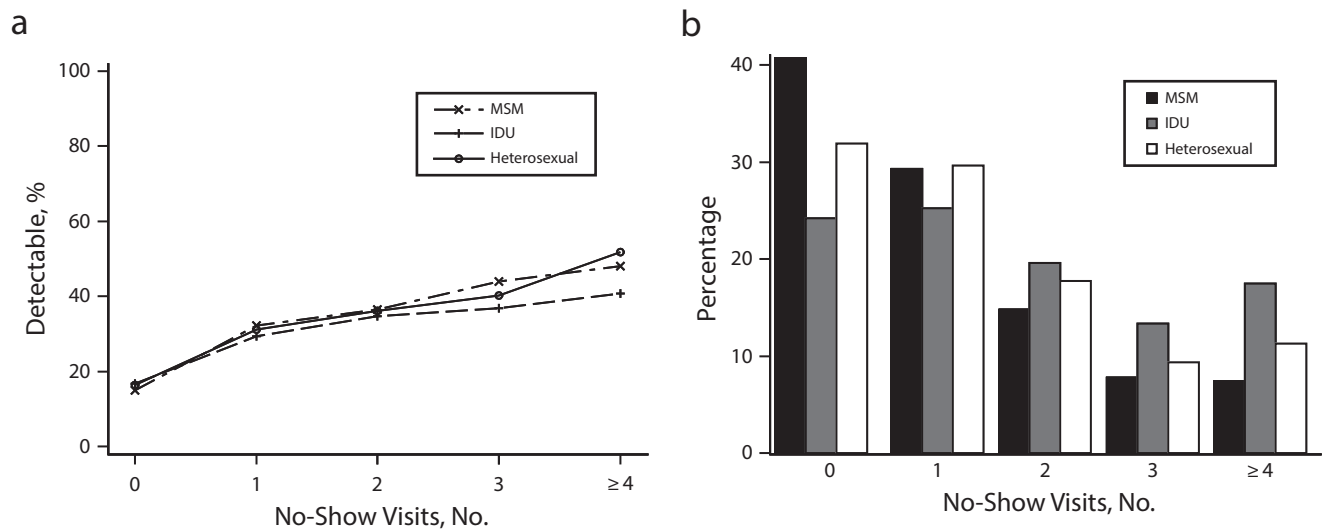 a
100
80
60
40
20
0
Detectable, %
MSM
IDU
Heterosexual
0 1 2 3 ≥ 4
No-Show Visits, No.
b
40
30
20
10
0
Percentage
MSM
IDU
Heterosexual
0 1 2 3 ≥ 4
No-Show Visits, No.